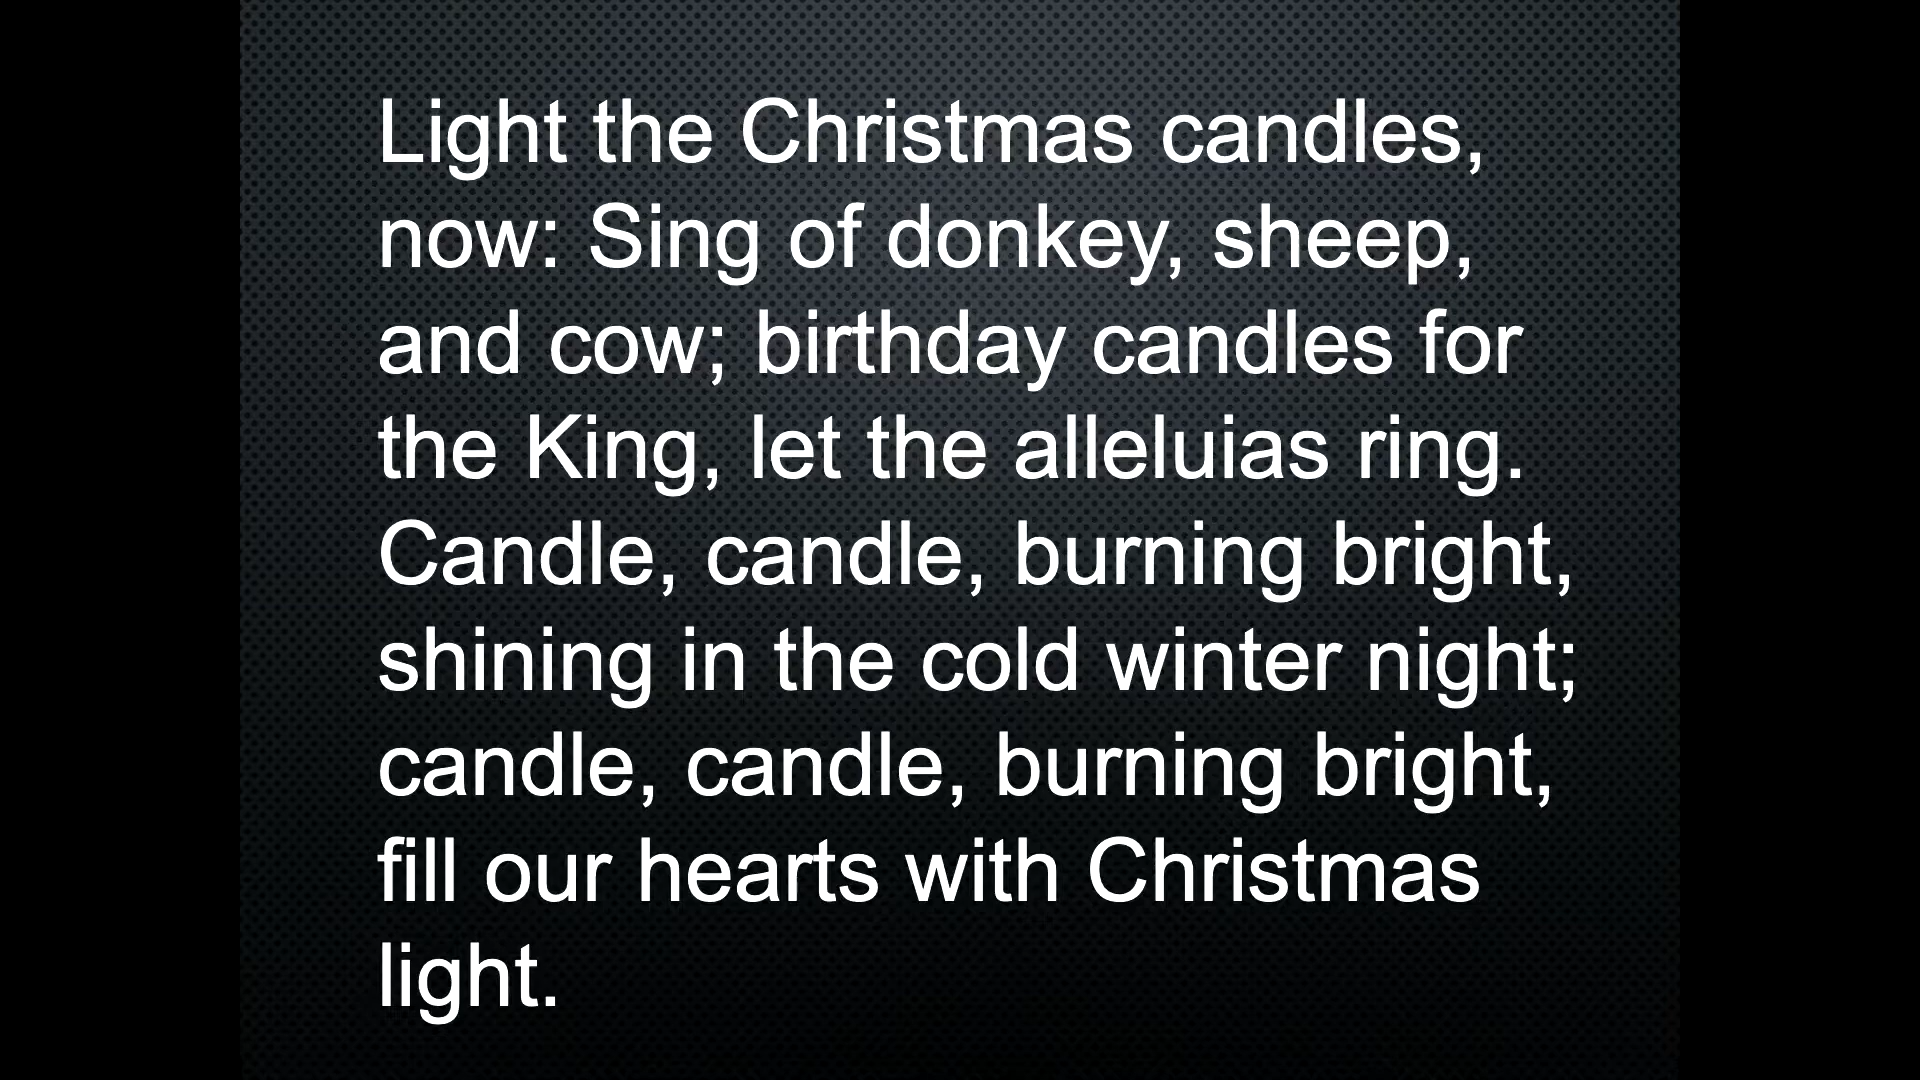 Light the Christmas candles,
now: Sing of donkey, sheep,
and cow; birthday candles for
the King, let the alleluias ring.
Candle, candle, burning bright,
shining in the cold winter night;
candle, candle, burning bright,
fill our hearts with Christmas
light.